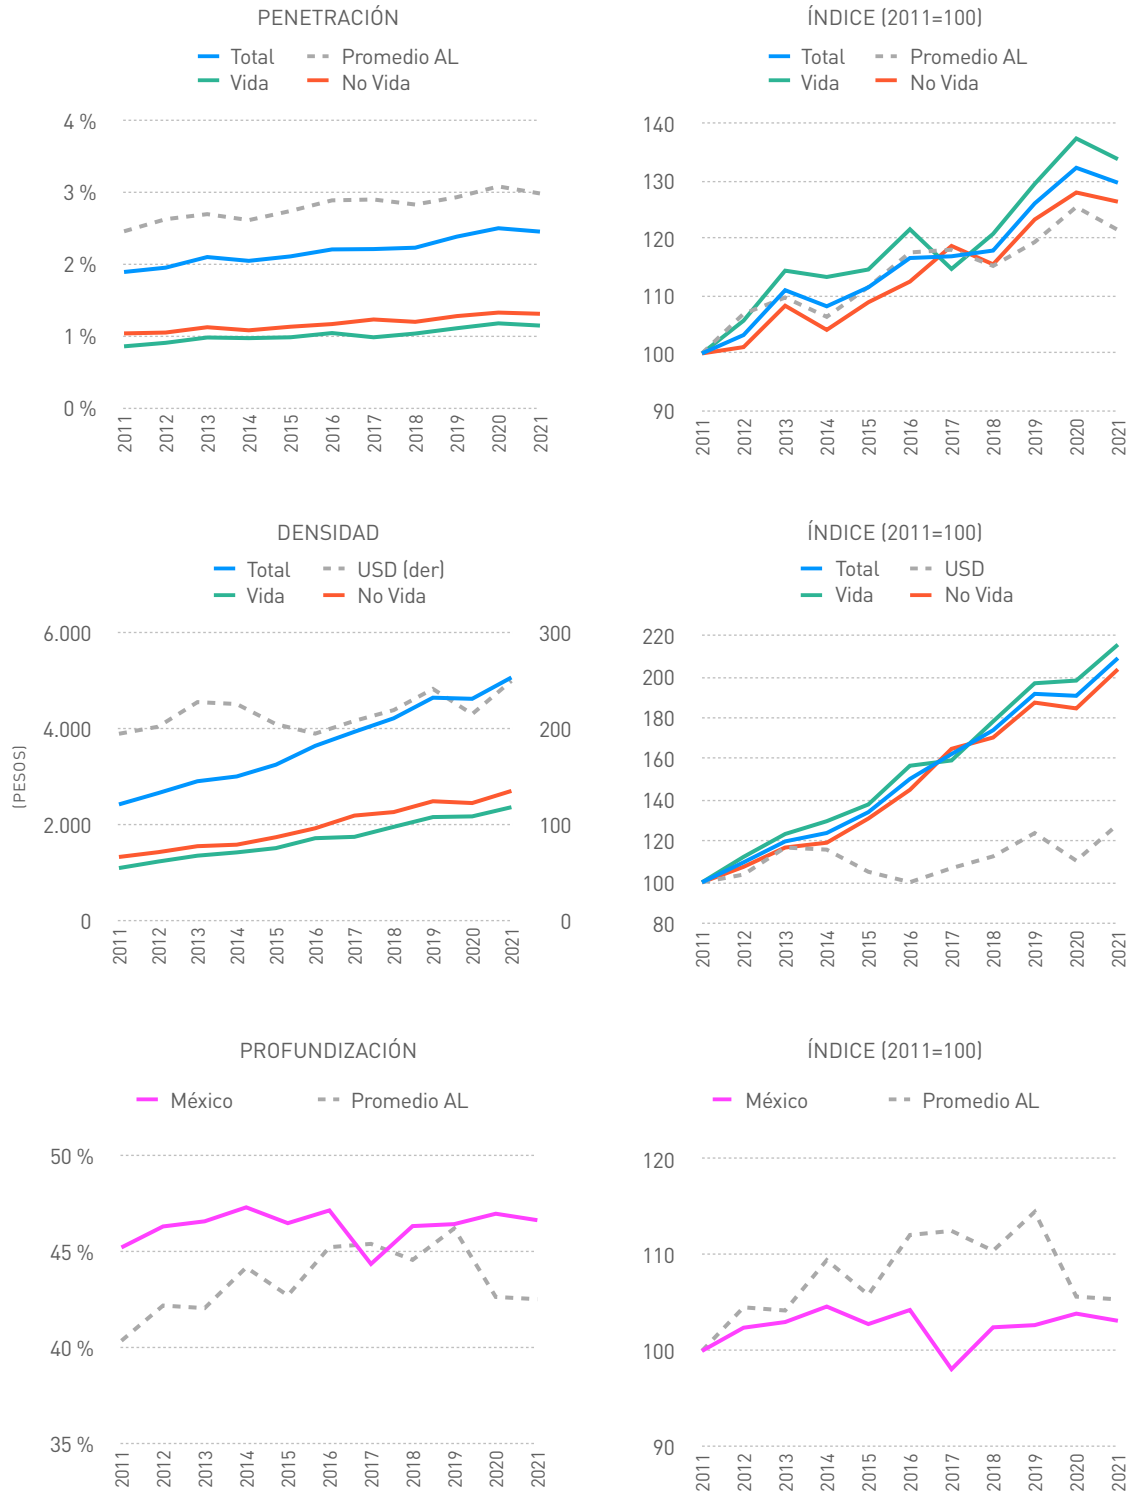 PENETRACIÓN
Total Promedio AL
Vida No Vida
4 %
3 %
2 %
1 %
0 %
2011 2012 2013 2014 2015 2016 2017 2018 2019 2020 2021
ÍNDICE (2011=100)
Total Promedio AL
Vida No Vida
140
130
120
110
100
90
2011 2012 2013 2014 2015 2016 2017 2018 2019 2020 2021
DENSIDAD
Total USD (der)
Vida No Vida
(PESOS)
6.000 300
4.000 200
2.000 100
0 0
2011 2012 2013 2014 2015 2016 2017 2018 2019 2020 2021
ÍNDICE (2011=100)
Total USD
Vida No Vida
220
200
180
160
140
120
100
80
2011 2012 2013 2014 2015 2016 2017 2018 2019 2020 2021
PROFUNDIZACIÓN
México Promedio AL
50 %
45 %
40 %
35 %
2011 2012 2013 2014 2015 2016 2017 2018 2019 2020 2021
ÍNDICE (2011=100)
México Promedio AL
120
110
100
90
2011 2012 2013 2014 2015 2016 2017 2018 2019 2020 2021